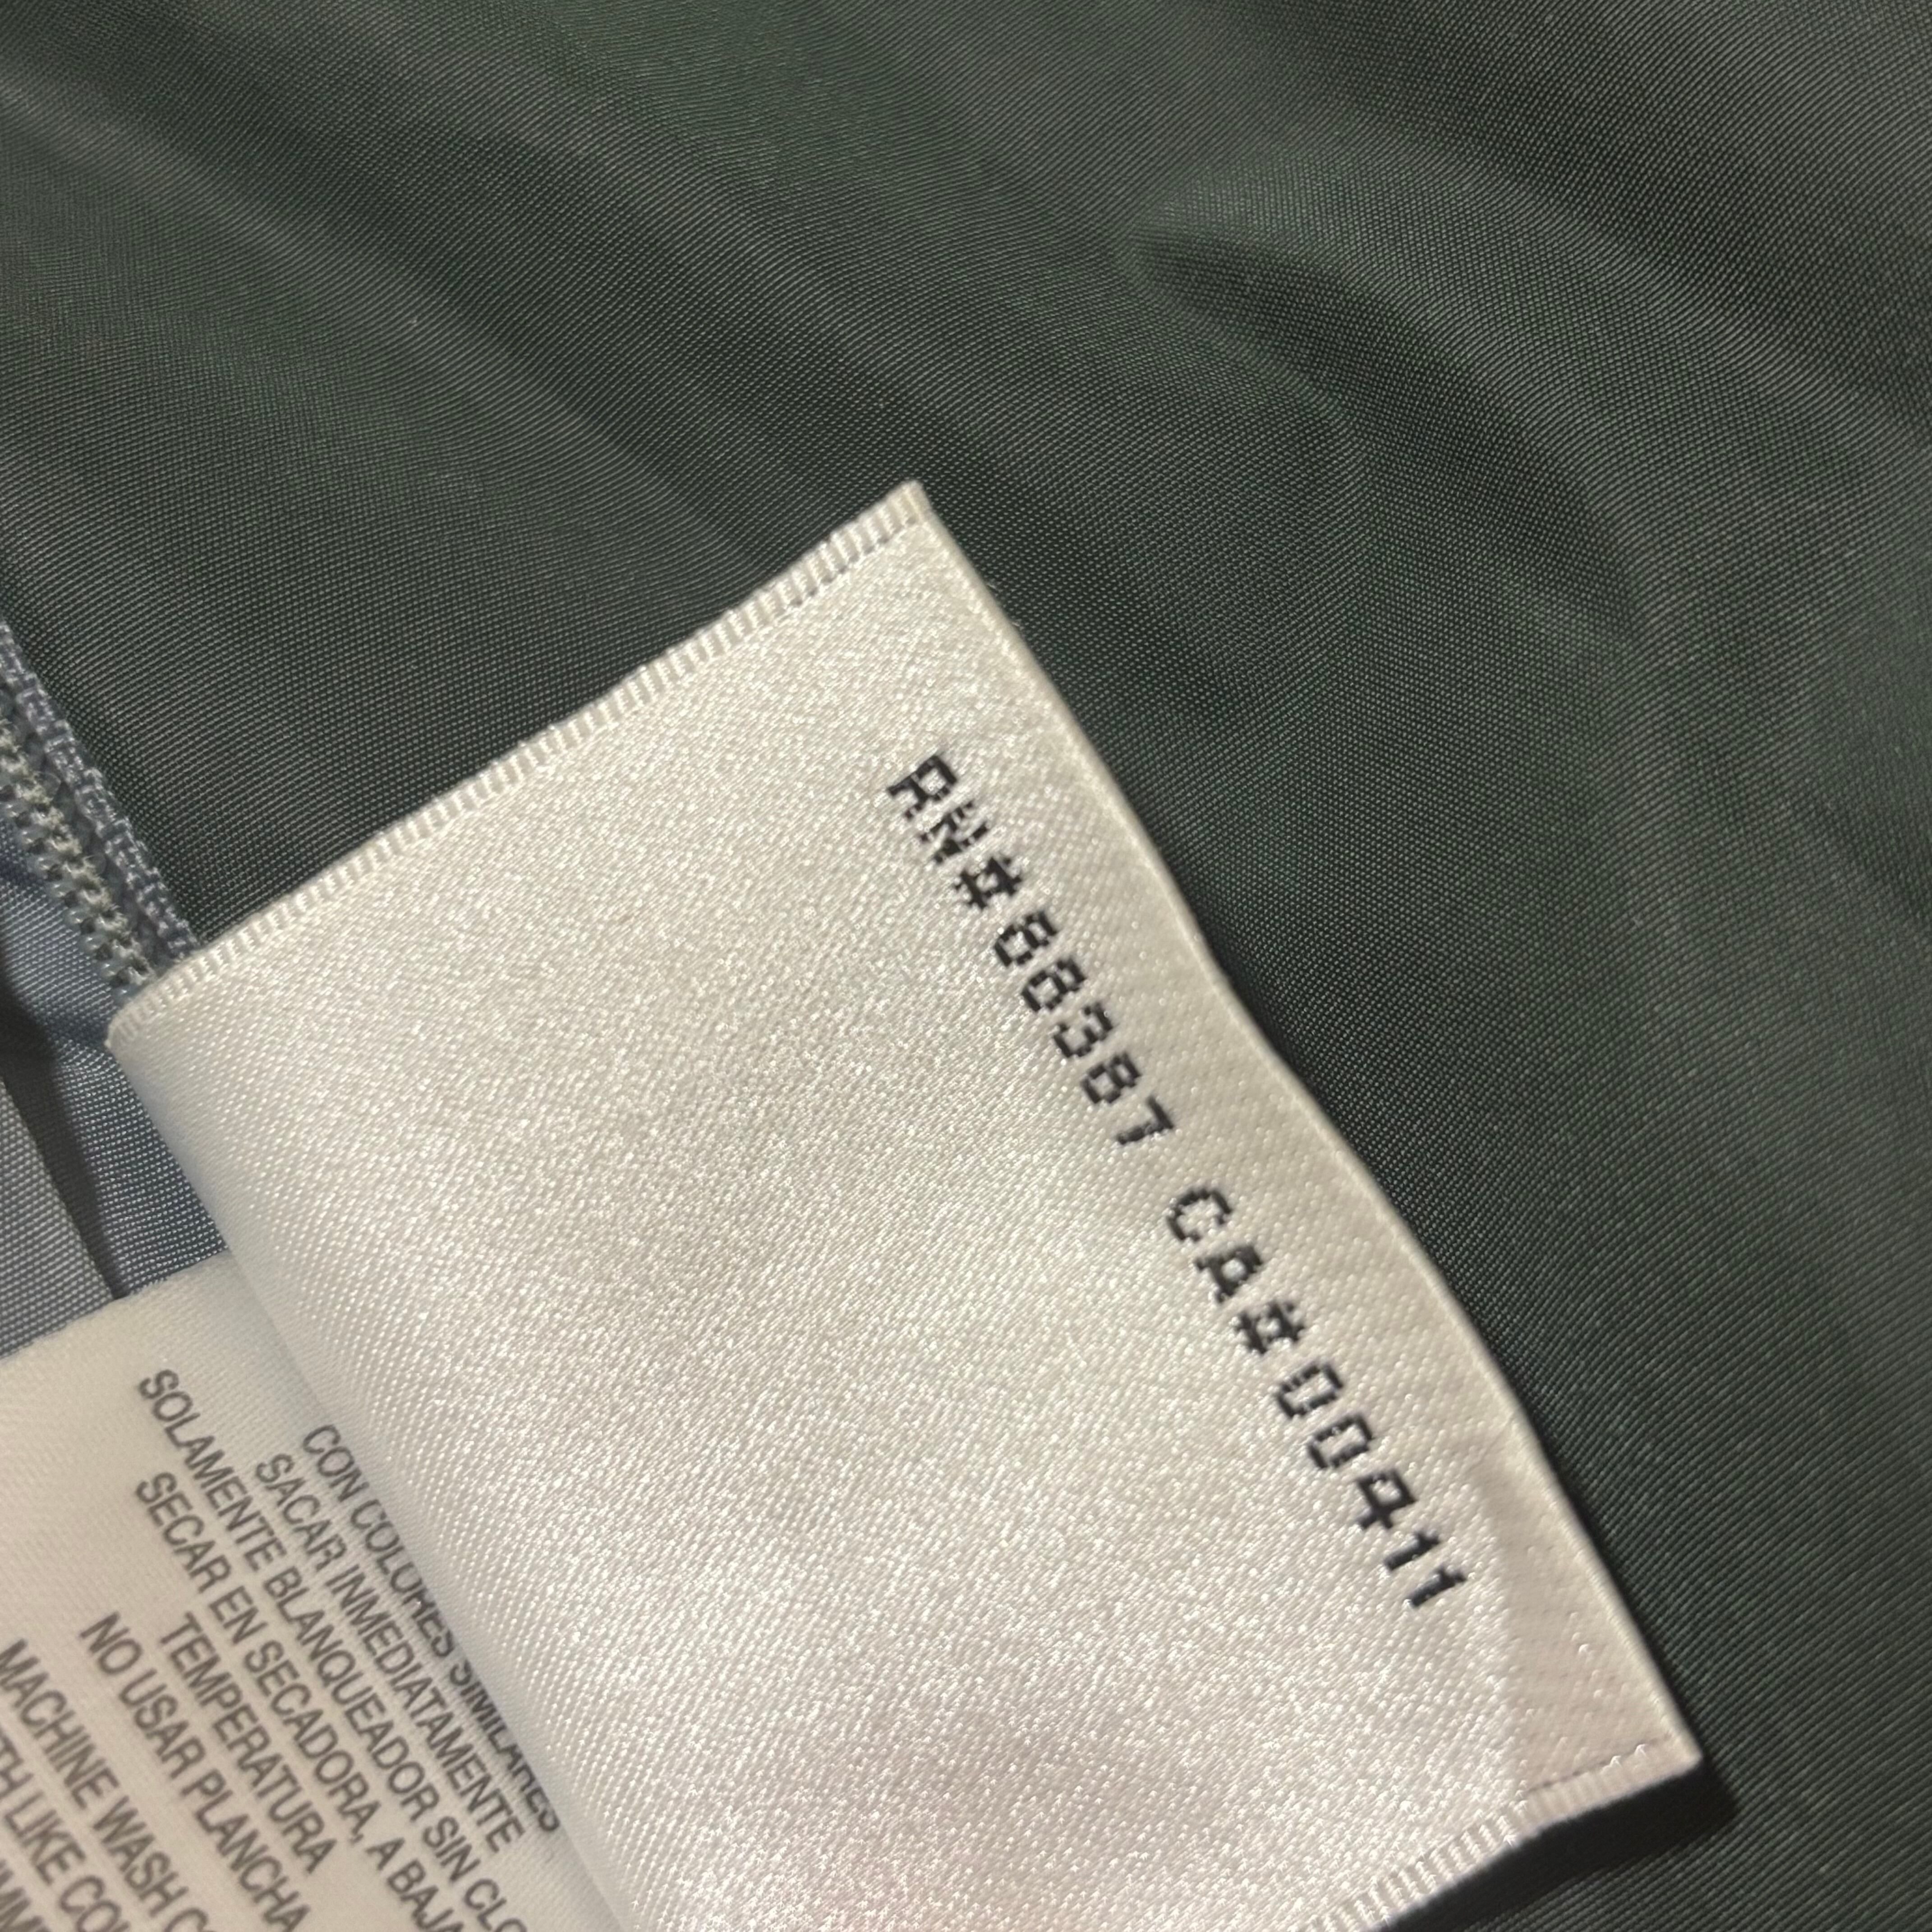 RN#88387 CA#00411
CON COLORES SIMILARES
SACAR INMEDIATAMENTE
SOLAMENTE BLANQUEADOR SIN
SECAR EN SECADORA, A BAJA
TEMPERATURA
NO USAR PLANCHA
MACHINE WASH
LIKE